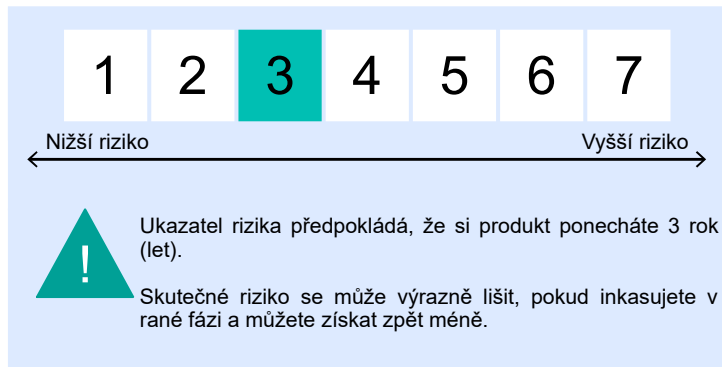 1 2 3 4 5 6 7
Nižší riziko Vyšší riziko
!
Ukazatel rizika předpokládá, že si produkt ponecháte 3 rok
(let).
Skutečné riziko se může výrazně lišit, pokud inkasujete v
rané fázi a můžete získat zpět méně.